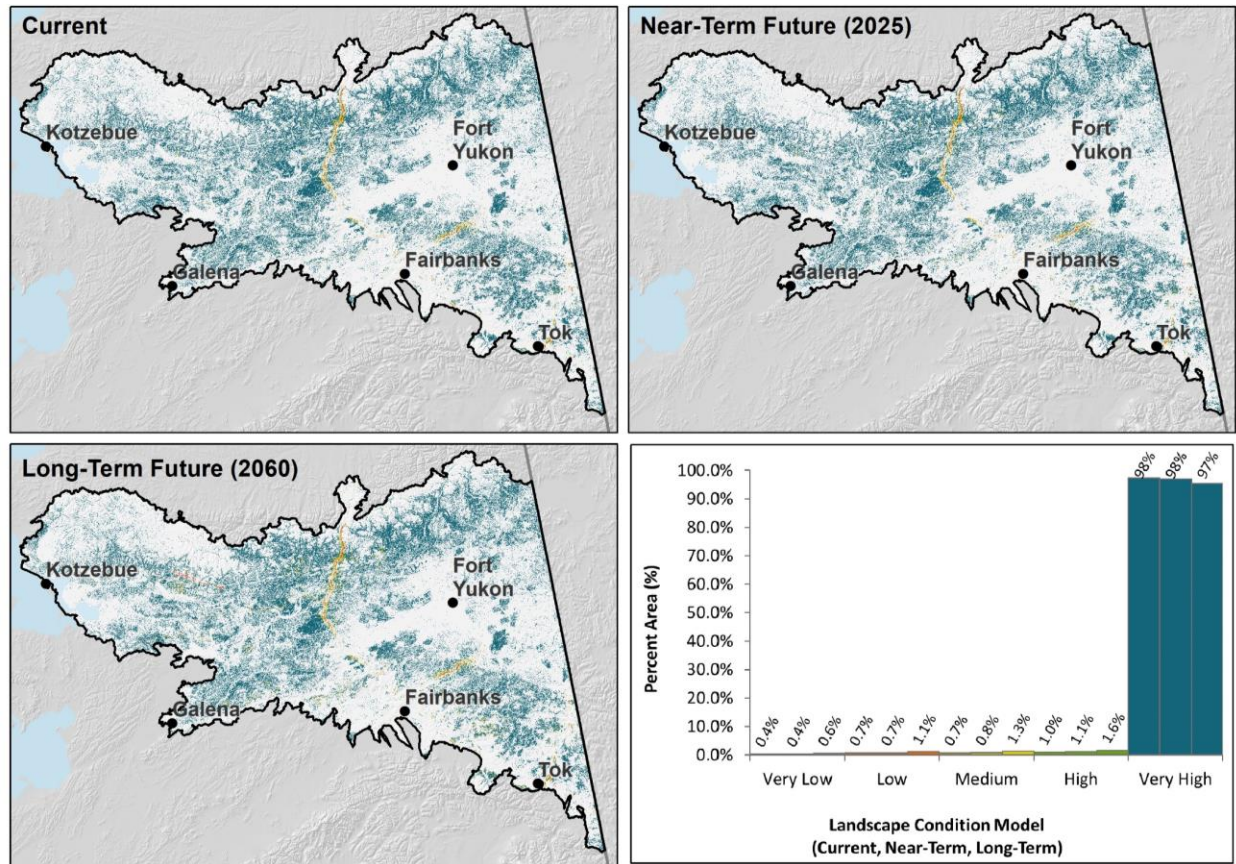 Current
Kotzebue
Fort
Yukon
Galena
Fairbanks
Tok
Near-Term Future (2025)
Kotzebue
Fort
Yukon
Galena
Fairbanks
Tok
Long-Term Future (2060)
Kotzebue
Fort
Yukon
Galena
Fairbanks
Tok
Percent Area (%)
100.0%
90.0%
80.0%
70.0%
60.0%
50.0%
40.0%
30.0%
20.0%
10.0%
0.0%
0.4% 0.4% 0.6% 0.7% 0.7% 1.1% 0.7% 0.8% 1.3% 1.0% 1.1% 1.6% 98% 98% 97%
Very Low Low Medium High Very High
Landscape Condition Model
(Current, Near-Term, Long-Term)